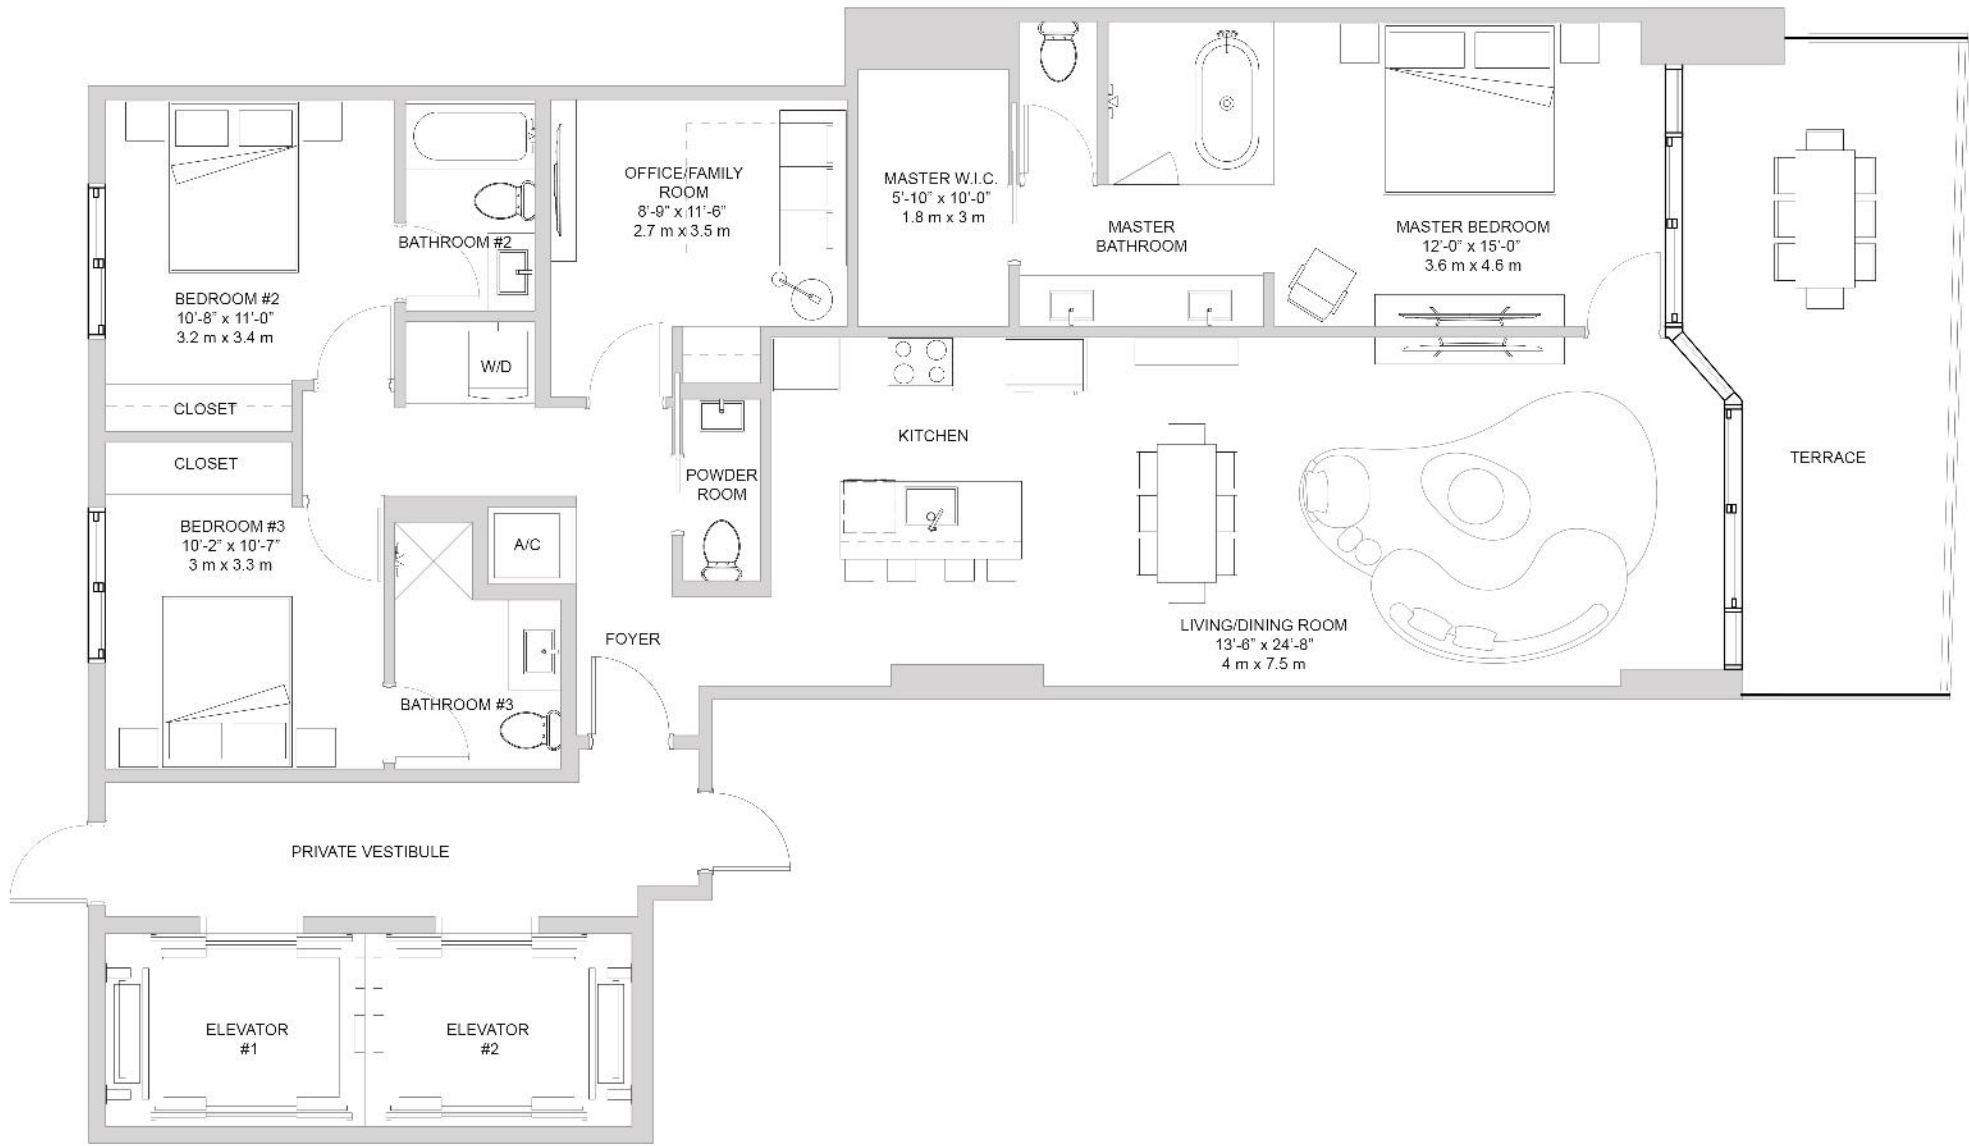 OFFICE/FAMILY
ROOM
8'-9" x 11'-6"
2.7 m x 3.5 m
MASTER W.I.C.
5'-10" x 10'-0"
1.8 m x 3 m
MASTER
BATHROOM
MASTER BEDROOM
12'-0" x 15'-0"
3.6 m x 4.6 m
BATHROOM #2
BEDROOM #2
10'-8" x 11'-0"
3.2 m x 3.4 m
W/D
CLOSET
CLOSET
KITCHEN
TERRACE
POWDER
ROOM
BEDROOM #3
10'-2" x 10'-7"
3 m x 3.3 m
A/C
FOYER
LIVING/DINING ROOM
13'-6" x 24'-8"
4 m x 7.5 m
BATHROOM #3
PRIVATE VESTIBULE
ELEVATOR
#1
ELEVATOR
#2